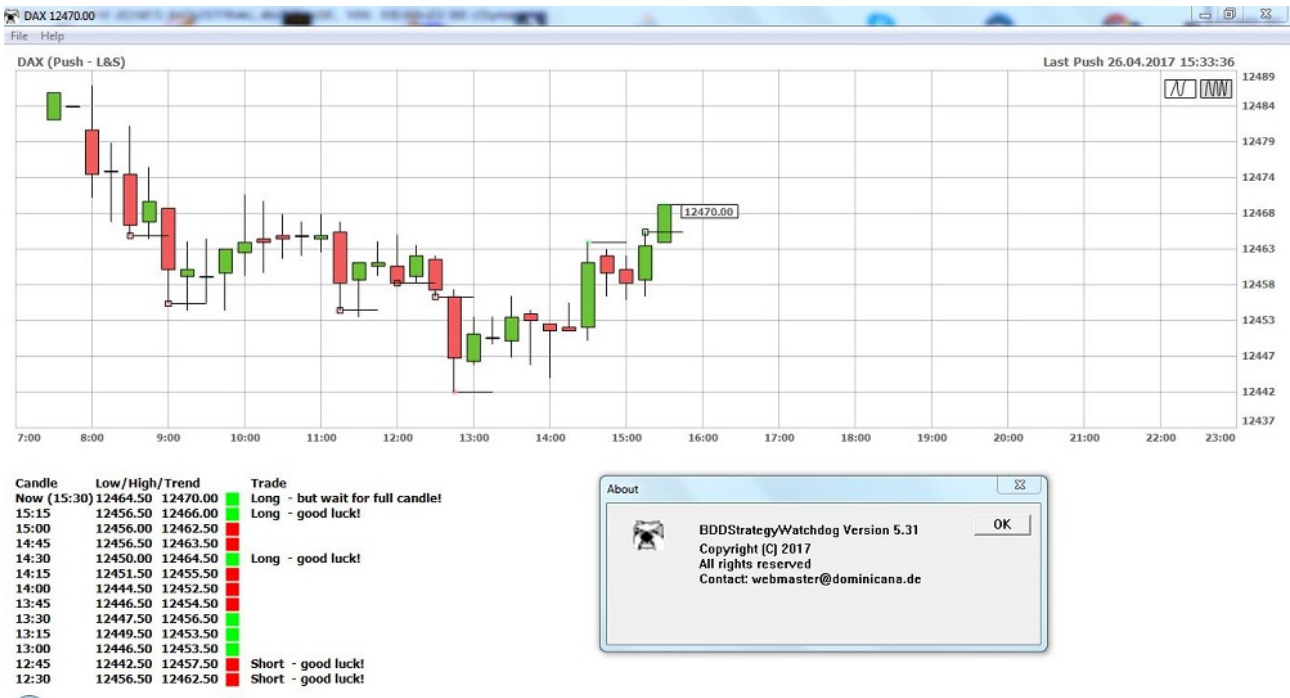 DAX 12470.00
File Help
DAX (Push - L&S)
Last Push 26.04.2017 15:33:36
12489
12484
12479
12474
12468
12463
12458
12453
12447
12442
12437
12470.00
7:00 8:00 9:00 10:00 11:00 12:00 13:00 14:00 15:00 16:00 17:00 18:00 19:00 20:00 21:00 22:00 23:00
Candle Low/High/Trend Trade
Now (15:30) 12464.50 12470.00 Long - but wait for full candle!
15:15 12456.50 12466.00 Long - good luck!
15:00 12456.00 12462.50
14:45 12456.50 12463.50
14:30 12450.00 12464.50 Long - good luck!
14:15 12451.50 12455.50
14:00 12444.50 12452.50
13:45 12446.50 12454.50
13:30 12447.50 12456.50
13:15 12449.50 12453.50
13:00 12446.50 12453.50
12:45 12442.50 12457.50 Short - good luck!
12:30 12456.50 12462.50 Short - good luck!
About
BDDStrategyWatchdog Version 5.31
Copyright (C) 2017
All rights reserved
Contact: webmaster@dominicana.de
OK